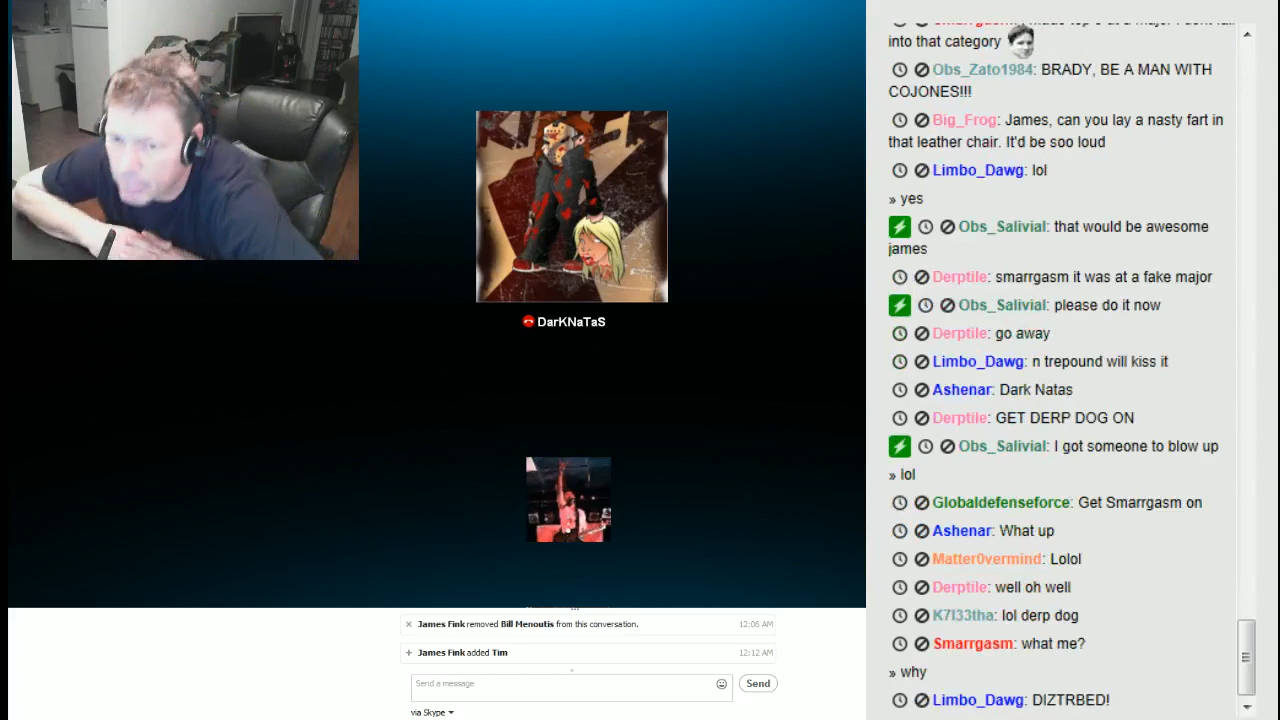 into that category
Obs_Zato1984: BRADY, BE A MAN WITH
COJONES!!!
Big_Frog: James, can you lay a nasty fart in
that leather chair. It'd be soo loud
Limbo_Dawg: lol
» yes
Obs_Salivial: that would be awesome
james
Derptile: smarrgasm it was at a fake major
Obs_Salivial: please do it now
Derptile: go away
Limbo_Dawg: n trepound will kiss it
Ashenar: Dark Natas
Derptile: GET DERP DOG ON
Obs_Salivial: I got someone to blow up
» lol
Globaldefenseforce: Get Smarrgasm on
Ashenar: What up
Matter0vermind: Lolol
Derptile: well oh well
K7l33tha: lol derp dog
Smarrgasm: what me?
» why
Limbo_Dawg: DIZTRBED!
DarKNaTaS
James Fink removed Bill Menoutis from this conversation. 12:06 AM
James Fink added Tim 12:12 AM
Send a message
Send
via Skype